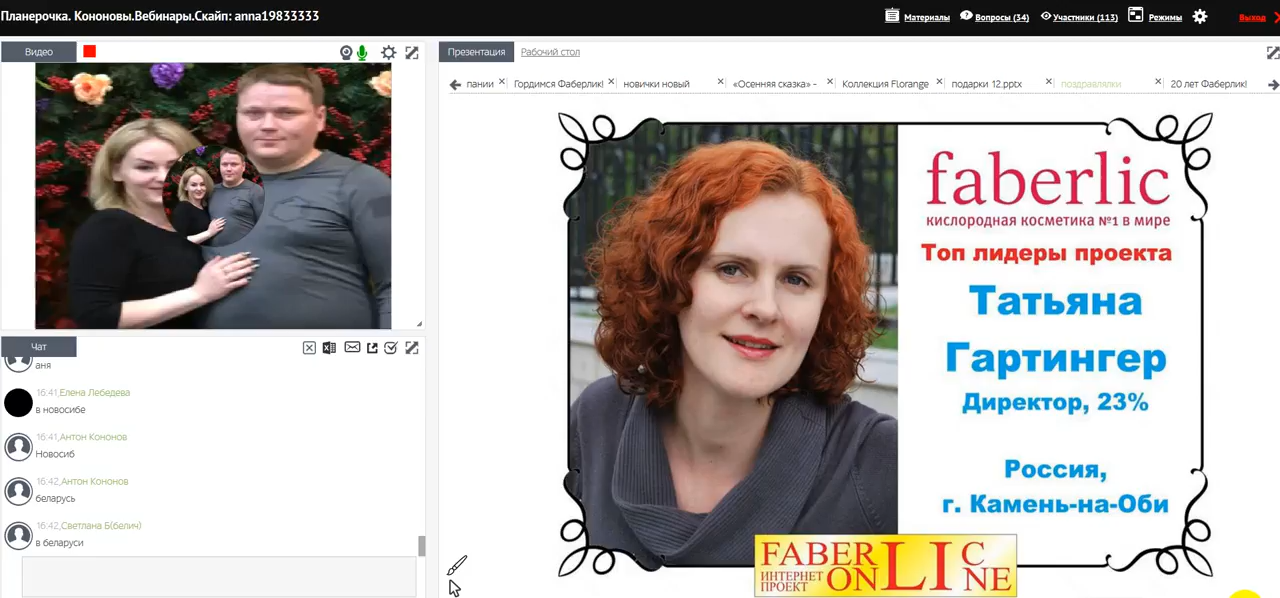 Планерочка. Кононовы.Вебинары.Скайп: anna19833333
Материалы
Вопросы (34)
Участники (113)
Режимы
Выход
Видео
Презентация
Рабочий стол
пании
Гордимся Фаберлик!
новички новый
«Осенняя сказка» -
Коллекция Florange
подарки 12.pptx
поздравлялки
20 лет Фаберлик!
faberlic
кислородная косметика №1 в мире
Топ лидеры проекта
Татьяна
Гартингер
Директор, 23%
Россия,
г. Камень-на-Оби
FABERLIC
ИНТЕРНЕТ ПРОЕКТ
ONLINE
Чат
аня
16:41,Елена Лебедева
в новосибе
16:41,Антон Кононов
Новосиб
16:42,Антон Кононов
беларусь
16:42,Светлана Б(белич)
в беларуси